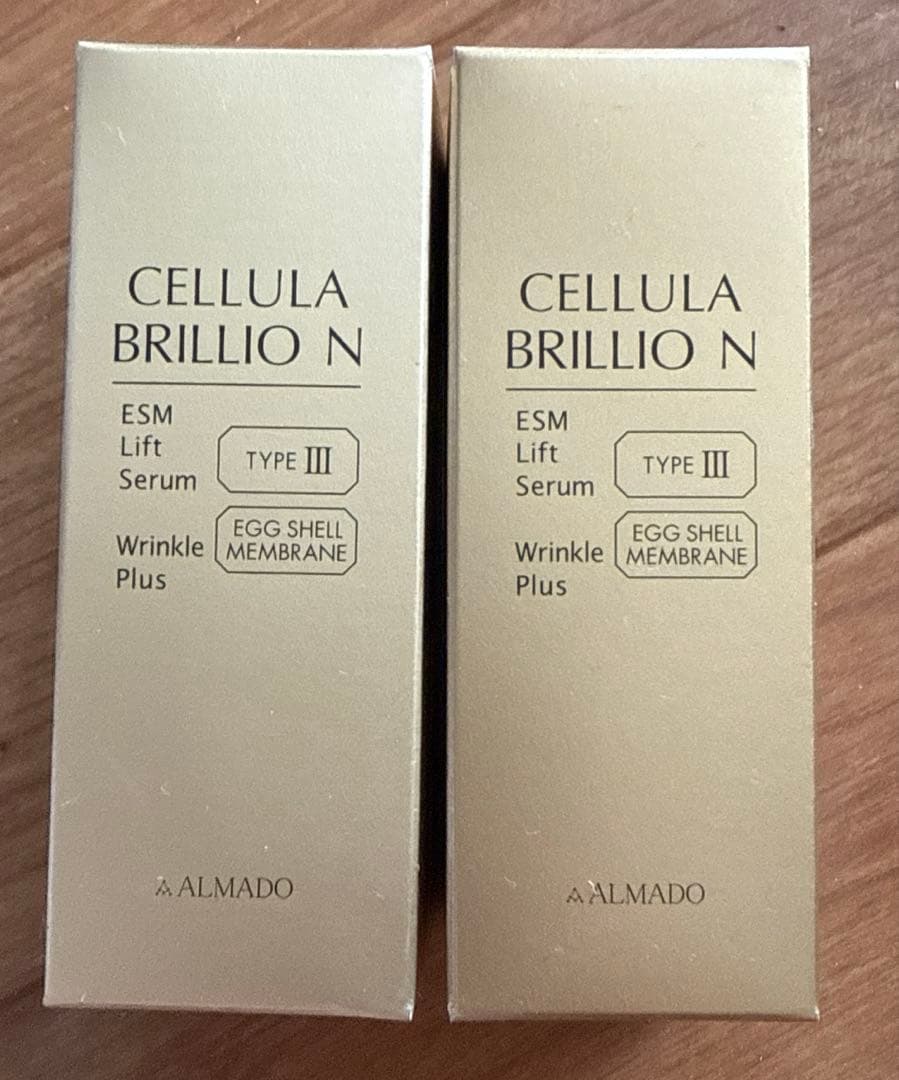 CELLULA
BRILLIO N
ESM
Lift
Serum
TYPE III
Wrinkle
Plus
EGG SHELL
MEMBRANE
ALMADO
CELLULA
BRILLIO N
ESM
Lift
Serum
TYPE III
Wrinkle
Plus
EGG SHELL
MEMBRANE
ALMADO